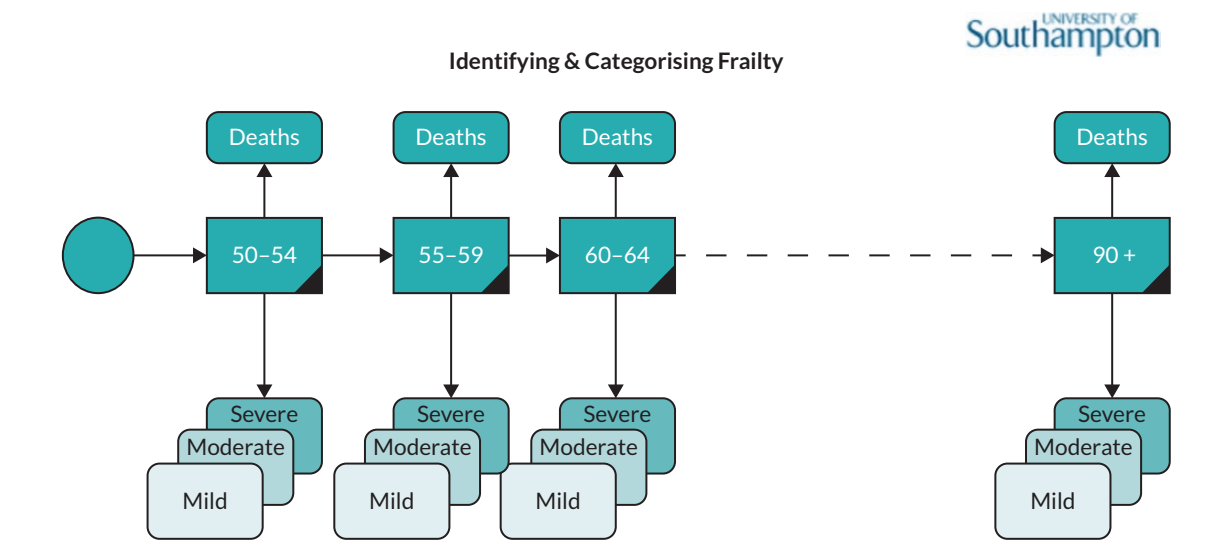 UNIVERSITY OF
Southampton
Identifying & Categorising Frailty
Deaths Deaths Deaths Deaths
50–54 55–59 60–64 90 +
Severe Severe Severe Severe
Moderate Moderate Moderate Moderate
Mild Mild Mild Mild